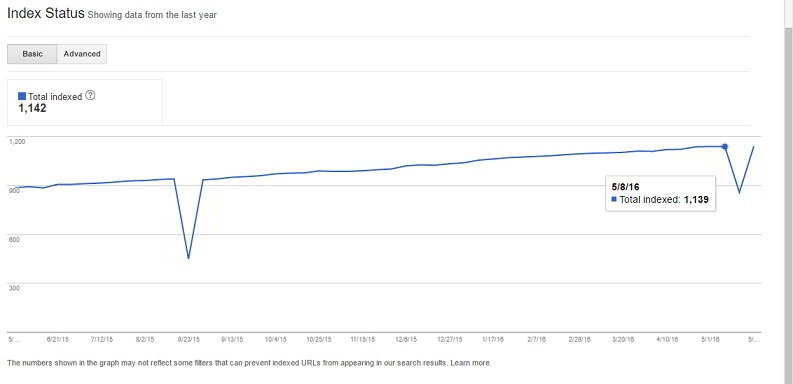 Index Status Showing data from the last year
Basic Advanced
Total indexed ?
1,142
1,200
900
600
300
5/8/16
Total indexed: 1,139
5/... 6/21/15 7/12/15 8/2/15 8/23/15 9/13/15 10/4/15 10/25/15 11/15/15 12/6/15 12/27/15 1/17/16 2/7/16 2/28/16 3/20/16 4/10/16 5/1/16 5/...
The numbers shown in the graph may not reflect some filters that can prevent indexed URLs from appearing in our search results. Learn more.